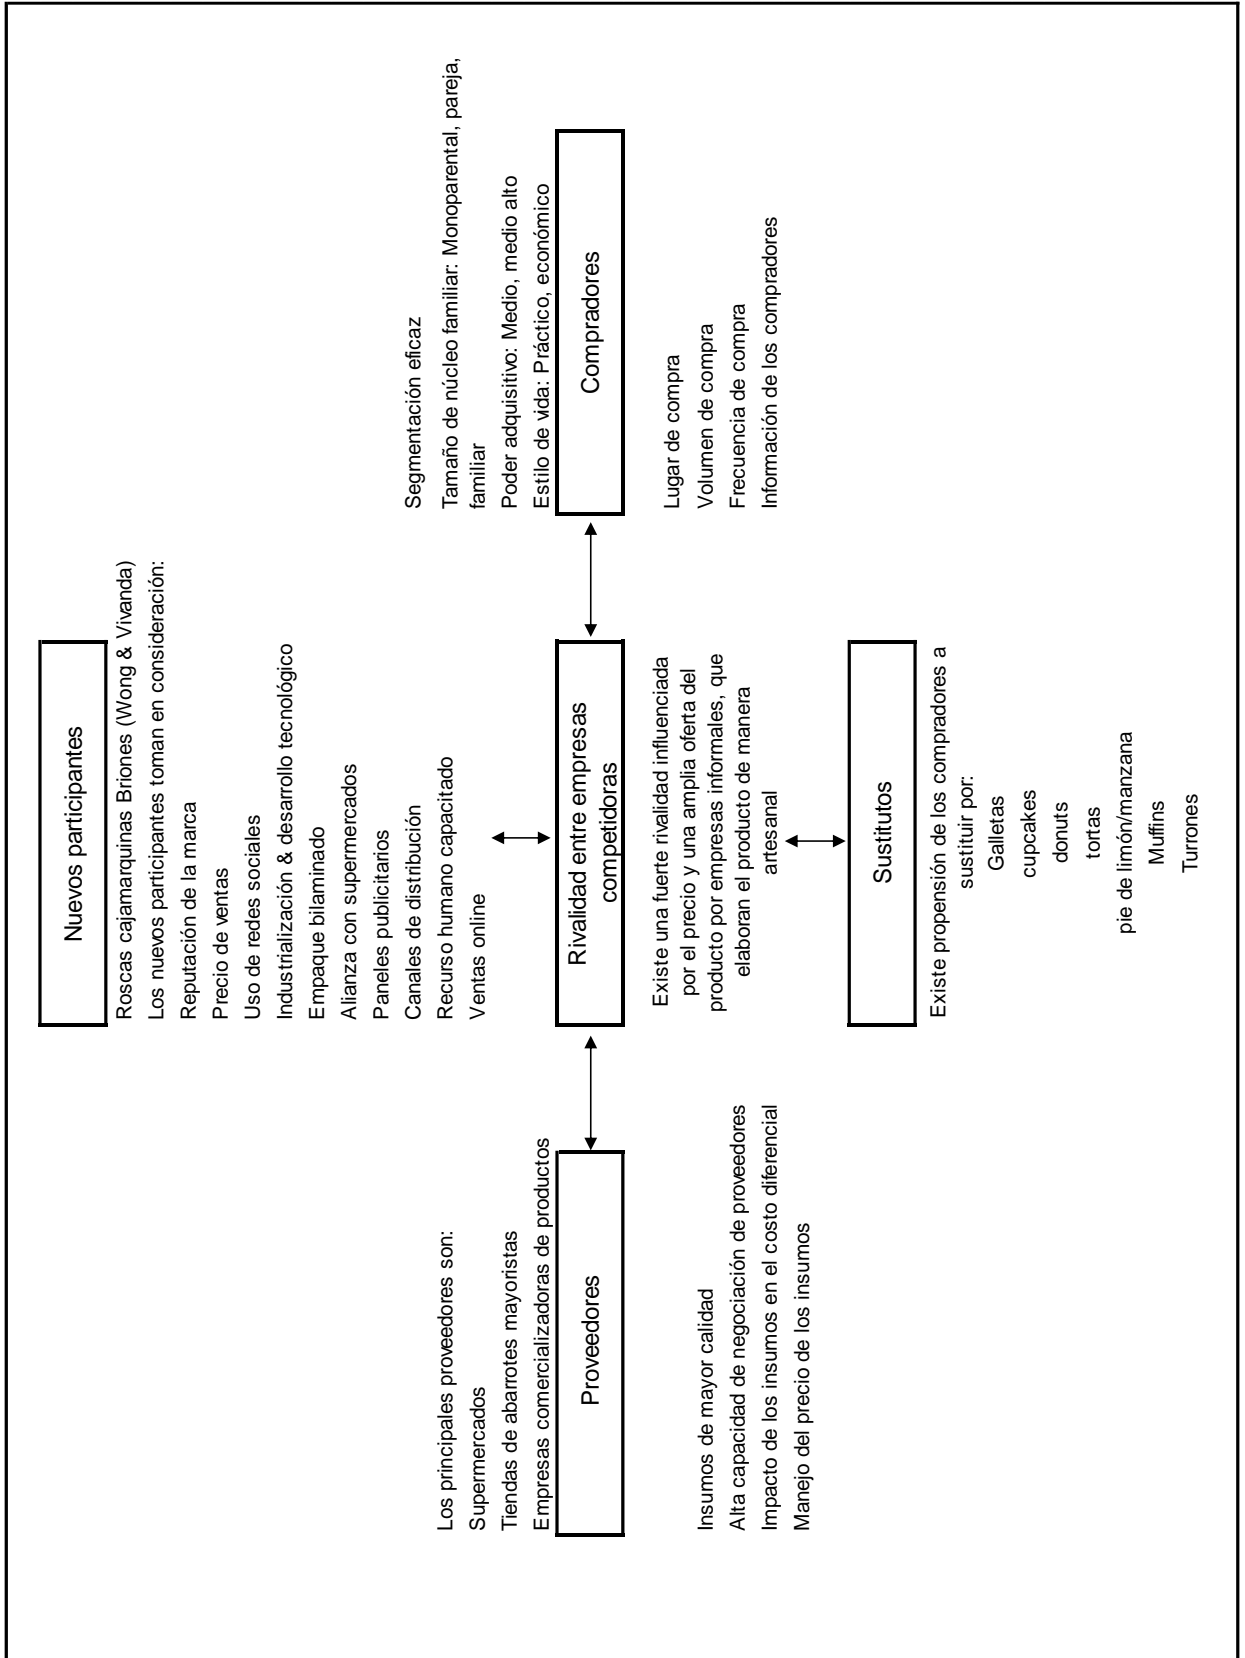 Nuevos participantes
Roscas cajamarquinas Briones (Wong & Vivanda)
Los nuevos participantes toman en consideración:
Reputación de la marca
Precio de ventas
Uso de redes sociales
Industrialización & desarrollo tecnológico
Empaque bilaminado
Alianza con supermercados
Paneles publicitarios
Canales de distribución
Recurso humano capacitado
Ventas online
Los principales proveedores son:
Supermercados
Tiendas de abarrotes mayoristas
Empresas comercializadoras de productos
Proveedores
Insumos de mayor calidad
Alta capacidad de negociación de proveedores
Impacto de los insumos en el costo diferencial
Manejo del precio de los insumos
Rivalidad entre empresas
competidoras
Existe una fuerte rivalidad influenciada
por el precio y una amplia oferta del
producto por empresas informales, que
elaboran el producto de manera
artesanal
Segmentación eficaz
Tamaño de núcleo familiar: Monoparental, pareja,
familiar
Poder adquisitivo: Medio, medio alto
Estilo de vida: Práctico, económico
Compradores
Lugar de compra
Volumen de compra
Frecuencia de compra
Información de los compradores
Sustitutos
Existe propensión de los compradores a
sustituir por:
Galletas
cupcakes
donuts
tortas
pie de limón/manzana
Muffins
Turrones